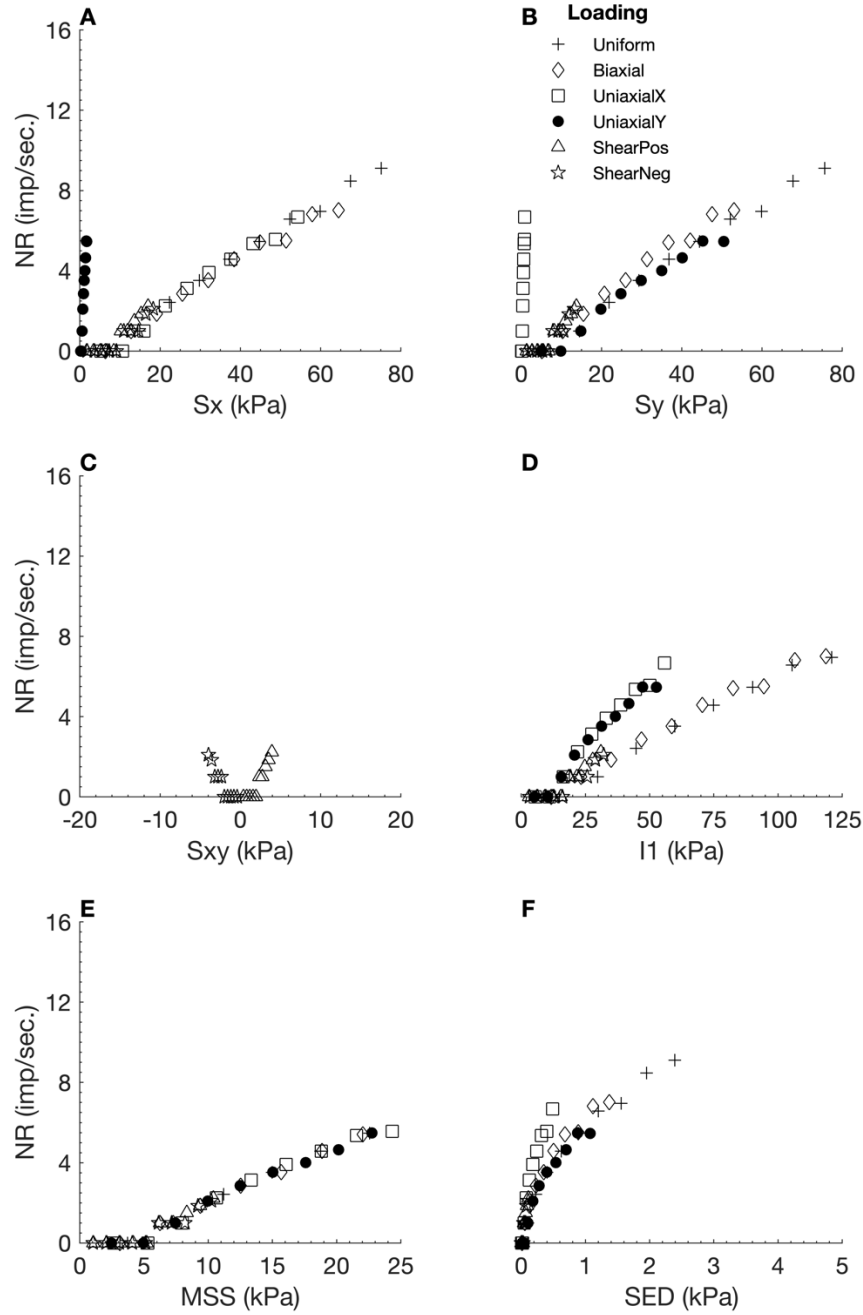 A
B
Loading
Uniform
Biaxial
UniaxialX
UniaxialY
ShearPos
ShearNeg
NR (imp/sec.)
16
12
8
4
0
0 20 40 60 80
Sx (kPa)
16
12
8
4
0
0 20 40 60 80
Sy (kPa)
C
NR (imp/sec.)
16
12
8
4
0
-20 -10 0 10 20
Sxy (kPa)
D
16
12
8
4
0
0 25 50 75 100 125
I1 (kPa)
E
NR (imp/sec.)
16
12
8
4
0
0 5 10 15 20 25
MSS (kPa)
F
16
12
8
4
0
0 1 2 3 4 5
SED (kPa)